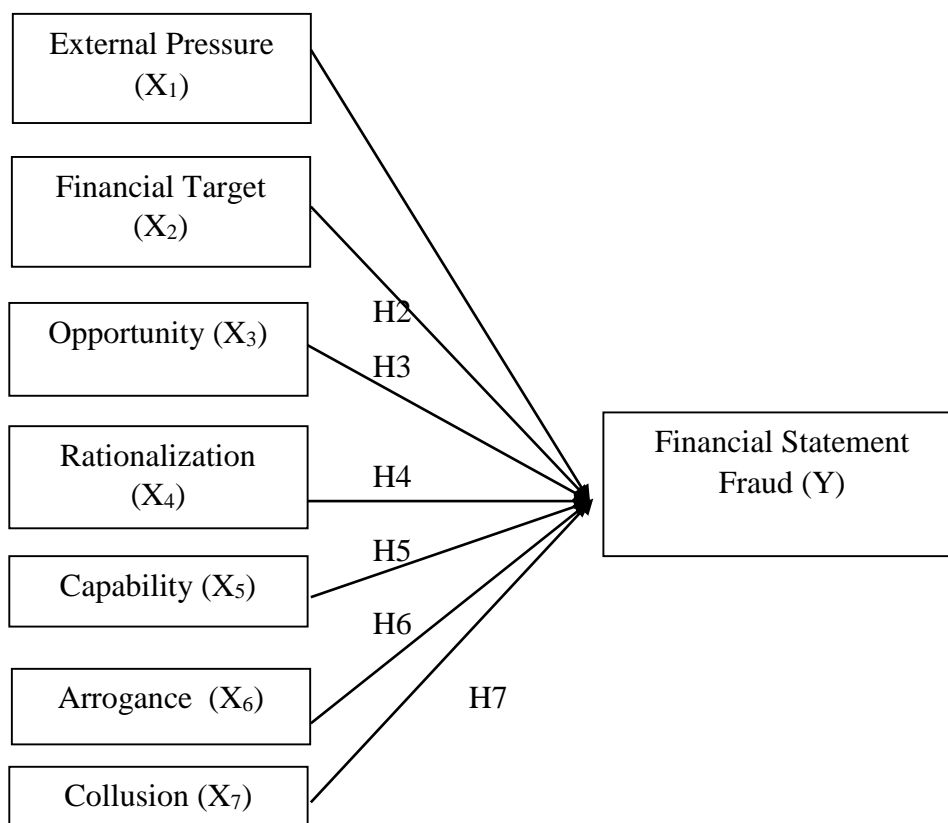 External Pressure
(X₁)
Financial Target
(X₂)
Opportunity (X₃)
Rationalization
(X₄)
Capability (X₅)
Arrogance (X₆)
Collusion (X₇)
H2
H3
H4
H5
H6
H7
Financial Statement
Fraud (Y)